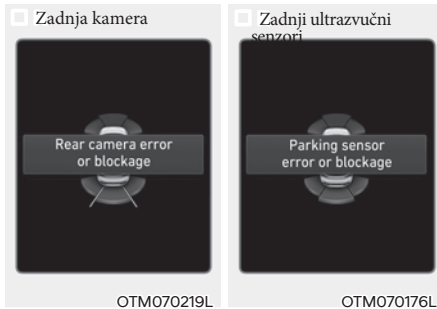 Zadnja kamera
Rear camera error
or blockage
OTM070219L
Zadnji ultrazvučni
senzori
Parking sensor
error or blockage
OTM070176L